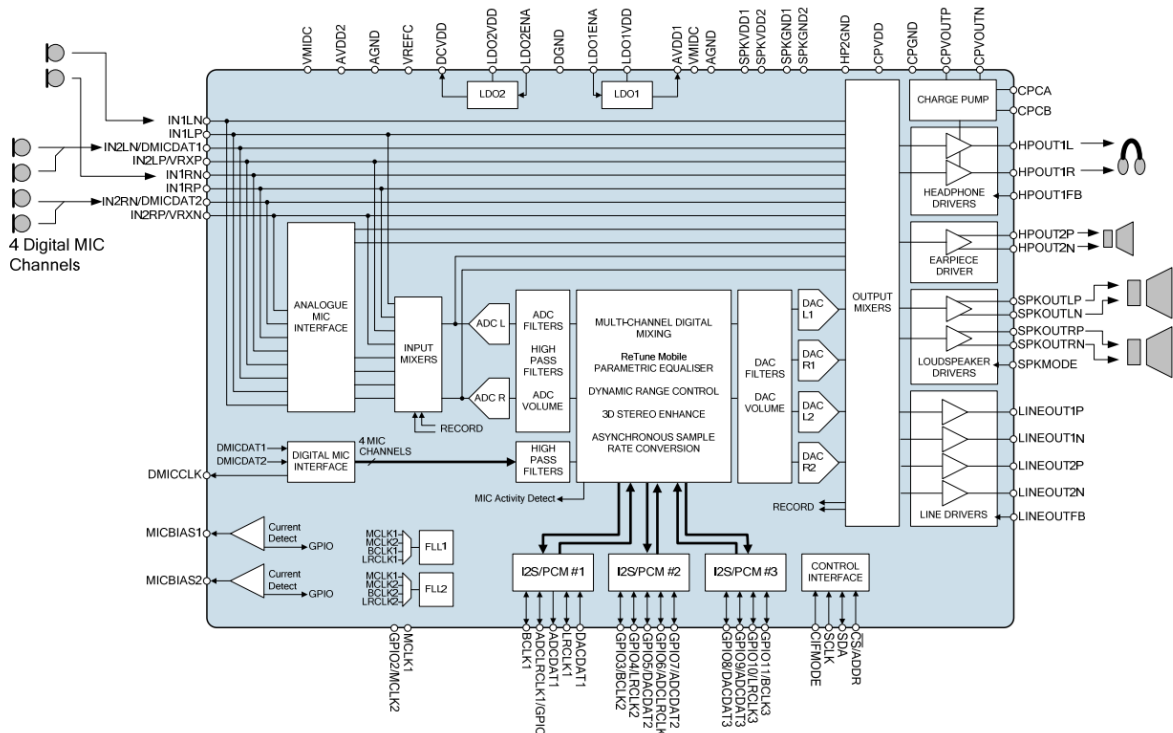 VMIDC
AVDD2
AGND
VREFC
DCVDD
LDO2VDD
LDO2ENA
DGND
LDO1ENA
LDO1VDD
AVDD1
VMIDC
AGND
SPKVDD1
SPKVDD2
SPKGND1
SPKGND2
HP2GND
CPVDD
CPGND
CPVOUTP
CPVOUTN
LDO2
LDO1
CHARGE PUMP
CPCA
CPCB
IN1LN
IN1LP
IN2LN/DMICDAT1
IN2LP/VRXP
IN1RN
IN1RP
IN2RN/DMICDAT2
IN2RP/VRXN
4 Digital MIC
Channels
HPOUT1L
HPOUT1R
HPOUT1FB
HEADPHONE
DRIVERS
HPOUT2P
HPOUT2N
EARPIECE
DRIVER
SPKOUTLP
SPKOUTLN
SPKOUTRP
SPKOUTRN
SPKMODE
LOUDSPEAKER
DRIVERS
ANALOGUE
MIC
INTERFACE
INPUT
MIXERS
ADC L
ADC R
RECORD
ADC
FILTERS
HIGH
PASS
FILTERS
ADC
VOLUME
MULTI-CHANNEL DIGITAL
MIXING
ReTune Mobile
PARAMETRIC EQUALISER
DYNAMIC RANGE CONTROL
3D STEREO ENHANCE
ASYNCHRONOUS SAMPLE
RATE CONVERSION
DAC
FILTERS
DAC
VOLUME
DAC
L1
DAC
R1
DAC
L2
DAC
R2
OUTPUT
MIXERS
RECORD
LINEOUT1P
LINEOUT1N
LINEOUT2P
LINEOUT2N
LINEOUTFB
LINE DRIVERS
DMICDAT1
DMICDAT2
DIGITAL MIC
INTERFACE
4 MIC
CHANNELS
HIGH
PASS
FILTERS
DMICCLK
MIC Activity Detect
MICBIAS1
Current
Detect
GPIO
MICBIAS2
Current
Detect
GPIO
MCLK1
MCLK2
BCLK1
LRCLK1
FLL1
MCLK1
MCLK2
BCLK2
LRCLK2
FLL2
I2S/PCM #1
I2S/PCM #2
I2S/PCM #3
CONTROL
INTERFACE
GPIO2/MCLK2
MCLK1
BCLK1
ADCLRCLK1/GPIO
ADCDAT1
LRCLK1
DACDAT1
GPIO3/BCLK2
GPIO4/LRCLK2
GPIO5/DACDAT2
GPIO6/ADCLRCLK
GPIO7/ADCDAT2
GPIO8/DACDAT3
GPIO9/ADCDAT3
GPIO10/LRCLK3
GPIO11/BCLK3
CIFMODE
SCLK
SDA
CS/ADDR